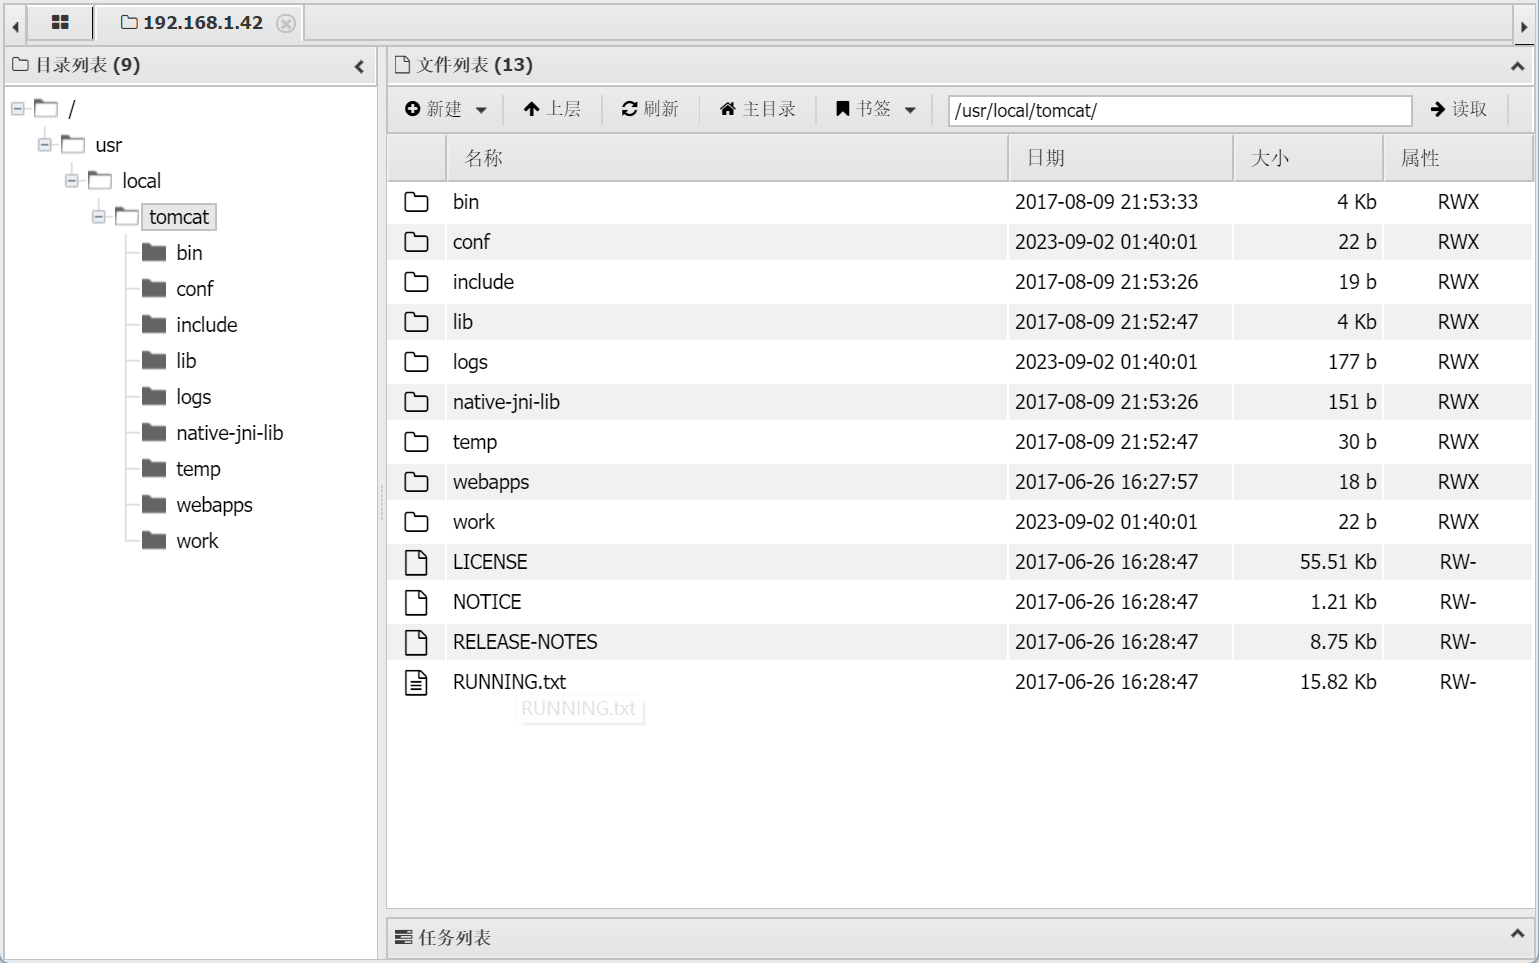 192.168.1.42
目录列表 (9)
/
usr
local
tomcat
bin
conf
include
lib
logs
native-jni-lib
temp
webapps
work
文件列表 (13)
新建 上层 刷新 主目录 书签 /usr/local/tomcat/ 读取
名称 日期 大小 属性
bin 2017-08-09 21:53:33 4 Kb RWX
conf 2023-09-02 01:40:01 22 b RWX
include 2017-08-09 21:53:26 19 b RWX
lib 2017-08-09 21:52:47 4 Kb RWX
logs 2023-09-02 01:40:01 177 b RWX
native-jni-lib 2017-08-09 21:53:26 151 b RWX
temp 2017-08-09 21:52:47 30 b RWX
webapps 2017-06-26 16:27:57 18 b RWX
work 2023-09-02 01:40:01 22 b RWX
LICENSE 2017-06-26 16:28:47 55.51 Kb RW-
NOTICE 2017-06-26 16:28:47 1.21 Kb RW-
RELEASE-NOTES 2017-06-26 16:28:47 8.75 Kb RW-
RUNNING.txt 2017-06-26 16:28:47 15.82 Kb RW-
RUNNING.txt
任务列表